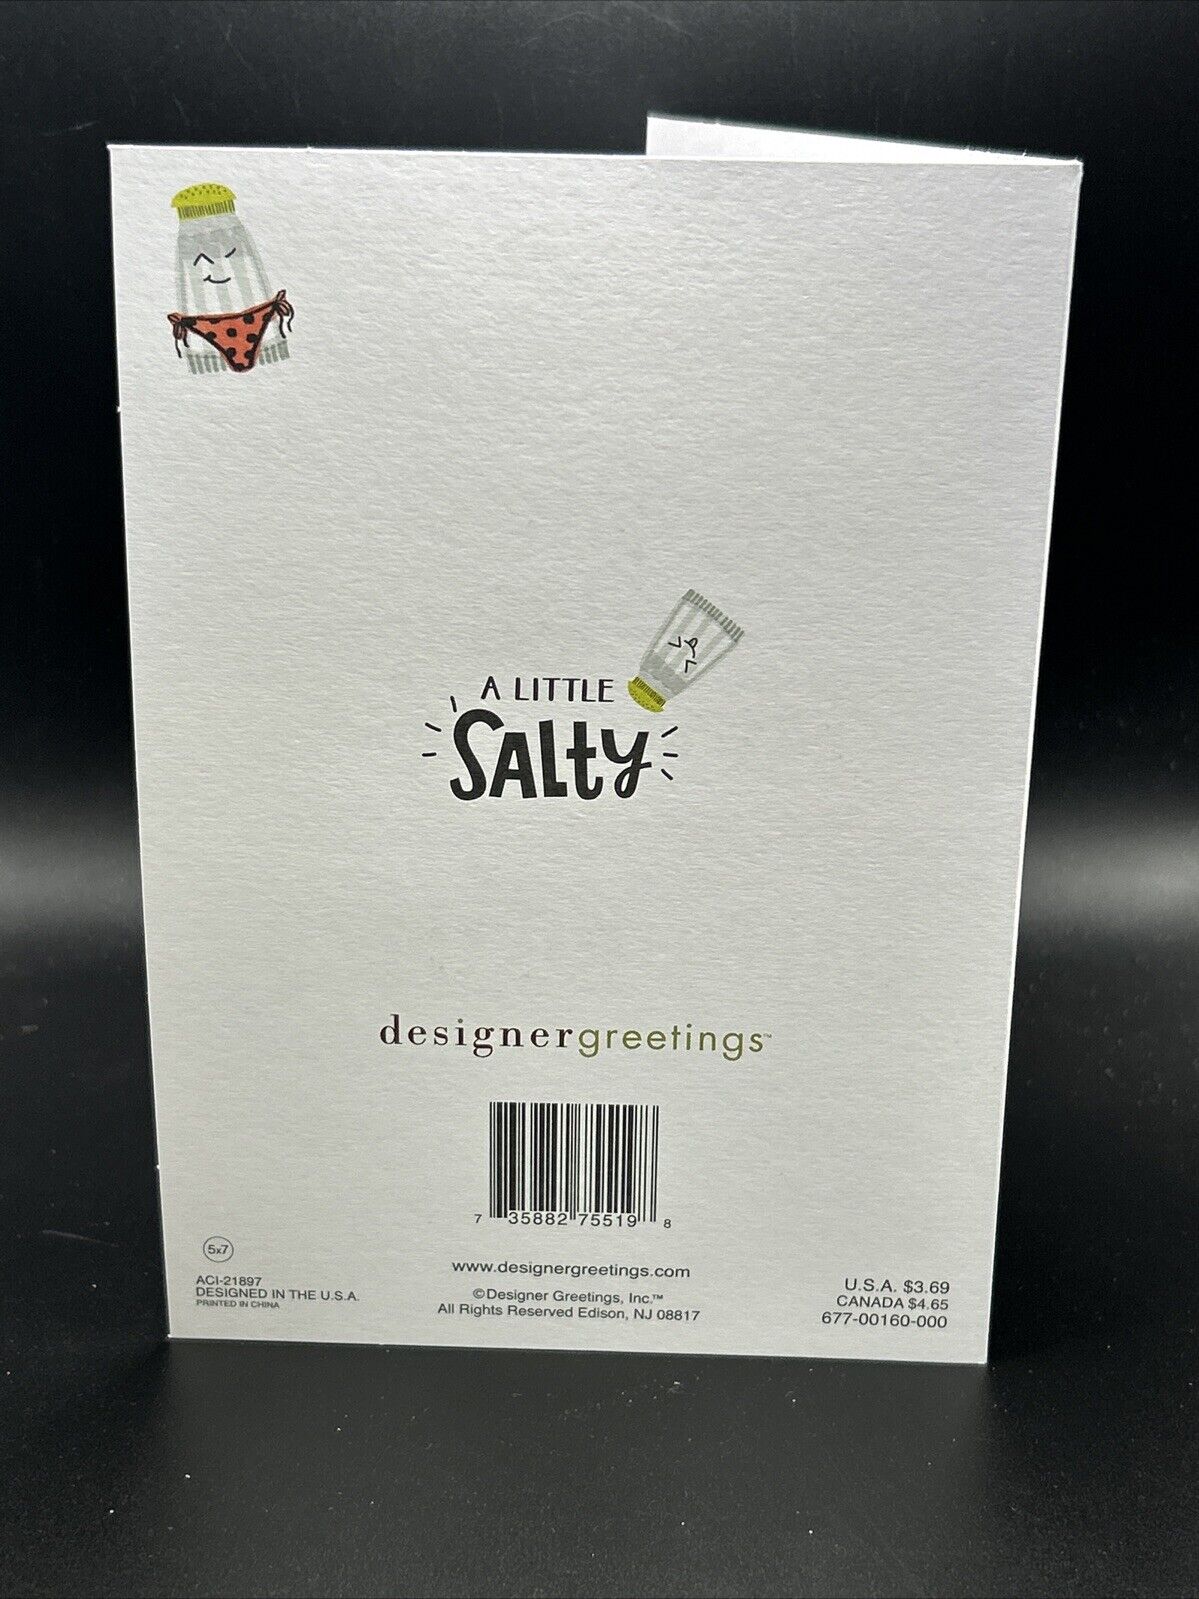 A LITTLE
SALty
designergreetings™
7 35882 75519 8
5x7
ACI-21897
DESIGNED IN THE U.S.A.
PRINTED IN CHINA
www.designergreetings.com
©Designer Greetings, Inc.™
All Rights Reserved Edison, NJ 08817
U.S.A. $3.69
CANADA $4.65
677-00160-000